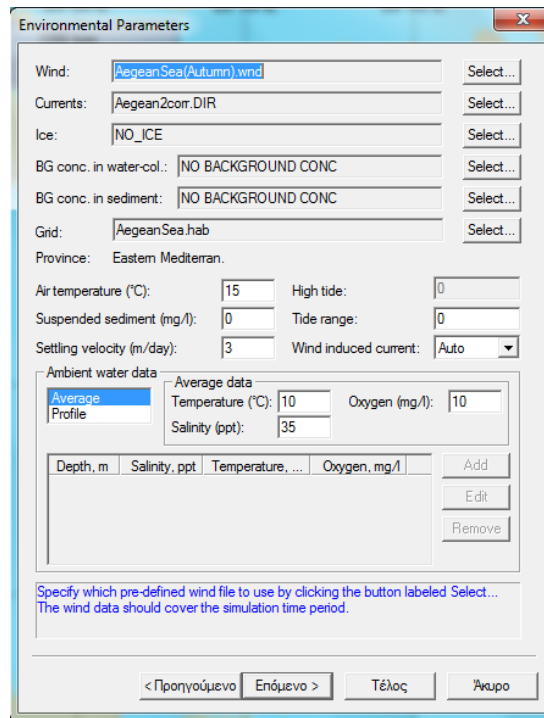 Environmental Parameters
Wind: AegeanSea(Autumn).wnd Select...
Currents: Aegean2corr.DIR Select...
Ice: NO_ICE Select...
BG conc. in water-col.: NO BACKGROUND CONC Select...
BG conc. in sediment: NO BACKGROUND CONC Select...
Grid: AegeanSea.hab Select...
Province: Eastern Mediterran.
Air temperature (°C): 15 High tide: 0
Suspended sediment (mg/l): 0 Tide range: 0
Settling velocity (m/day): 3 Wind induced current: Auto
Ambient water data
Average data
Average
Temperature (°C): 10 Oxygen (mg/l): 10
Profile
Salinity (ppt): 35
Depth, m Salinity, ppt Temperature, ... Oxygen, mg/l Add
Edit
Remove
Specify which pre-defined wind file to use by clicking the button labeled Select...
The wind data should cover the simulation time period.
< Προηγούμενο Επόμενο > Τέλος Άκυρο